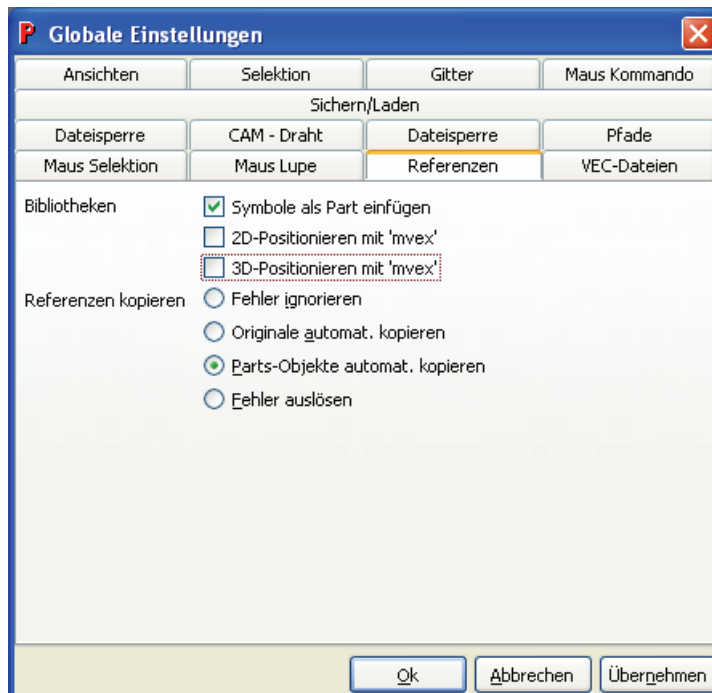 P Globale Einstellungen
Ansichten Selektion Gitter Maus Kommando
Sichern/Laden
Dateisperre CAM - Draht Dateisperre Pfade
Maus Selektion Maus Lupe Referenzen VEC-Dateien
Bibliotheken Symbole als Part einfügen
2D-Positionieren mit 'mvex'
3D-Positionieren mit 'mvex'
Referenzen kopieren Fehler ignorieren
Originale automat. kopieren
Parts-Objekte automat. kopieren
Fehler auslösen
Ok Abbrechen Übernehmen